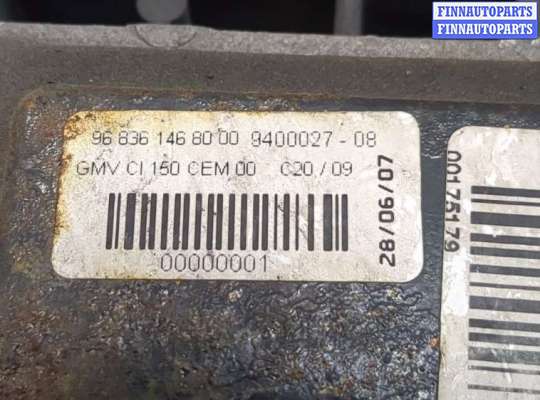 FINNAUTOPARTS
FINNAUTOPARTS
96 836 146 80 00 9400027 - 08
GMV CI 150 CEM 00 C20 / 09
00000001
28/06/07
00175179